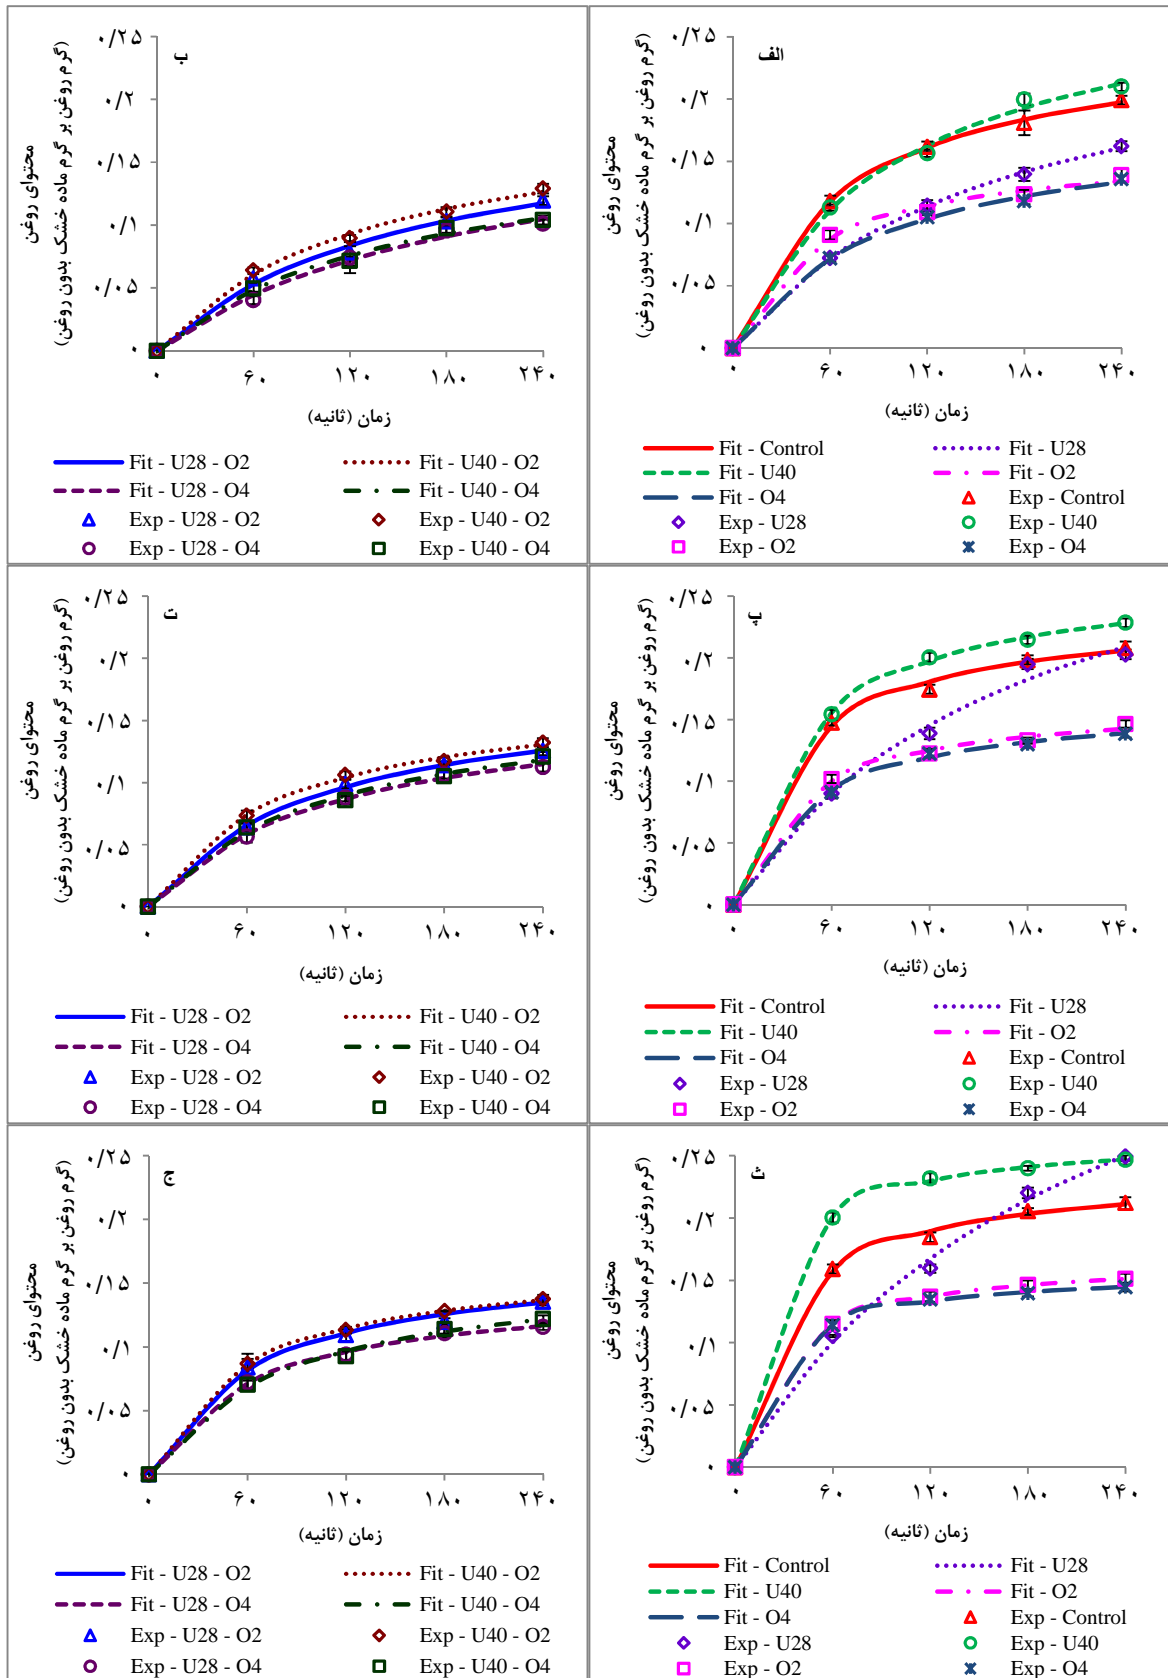 الف
۰/۲۵
۰/۲
۰/۱۵
۰/۱
۰/۰۵
۰
محتوای روغن
(گرم روغن بر گرم ماده خشک بدون روغن)
۰ ۶۰ ۱۲۰ ۱۸۰ ۲۴۰
زمان (ثانیه)
Fit - Control Fit - U28
Fit - U40 Fit - O2
Fit - O4 Exp - Control
Exp - U28 Exp - U40
Exp - O2 Exp - O4
ب
۰/۲۵
۰/۲
۰/۱۵
۰/۱
۰/۰۵
۰
محتوای روغن
(گرم روغن بر گرم ماده خشک بدون روغن)
۰ ۶۰ ۱۲۰ ۱۸۰ ۲۴۰
زمان (ثانیه)
Fit - U28 - O2 Fit - U40 - O2
Fit - U28 - O4 Fit - U40 - O4
Exp - U28 - O2 Exp - U40 - O2
Exp - U28 - O4 Exp - U40 - O4
پ
۰/۲۵
۰/۲
۰/۱۵
۰/۱
۰/۰۵
۰
محتوای روغن
(گرم روغن بر گرم ماده خشک بدون روغن)
۰ ۶۰ ۱۲۰ ۱۸۰ ۲۴۰
زمان (ثانیه)
Fit - Control Fit - U28
Fit - U40 Fit - O2
Fit - O4 Exp - Control
Exp - U28 Exp - U40
Exp - O2 Exp - O4
ت
۰/۲۵
۰/۲
۰/۱۵
۰/۱
۰/۰۵
۰
محتوای روغن
(گرم روغن بر گرم ماده خشک بدون روغن)
۰ ۶۰ ۱۲۰ ۱۸۰ ۲۴۰
زمان (ثانیه)
Fit - U28 - O2 Fit - U40 - O2
Fit - U28 - O4 Fit - U40 - O4
Exp - U28 - O2 Exp - U40 - O2
Exp - U28 - O4 Exp - U40 - O4
ث
۰/۲۵
۰/۲
۰/۱۵
۰/۱
۰/۰۵
۰
محتوای روغن
(گرم روغن بر گرم ماده خشک بدون روغن)
۰ ۶۰ ۱۲۰ ۱۸۰ ۲۴۰
زمان (ثانیه)
Fit - Control Fit - U28
Fit - U40 Fit - O2
Fit - O4 Exp - Control
Exp - U28 Exp - U40
Exp - O2 Exp - O4
ج
۰/۲۵
۰/۲
۰/۱۵
۰/۱
۰/۰۵
۰
محتوای روغن
(گرم روغن بر گرم ماده خشک بدون روغن)
۰ ۶۰ ۱۲۰ ۱۸۰ ۲۴۰
زمان (ثانیه)
Fit - U28 - O2 Fit - U40 - O2
Fit - U28 - O4 Fit - U40 - O4
Exp - U28 - O2 Exp - U40 - O2
Exp - U28 - O4 Exp - U40 - O4